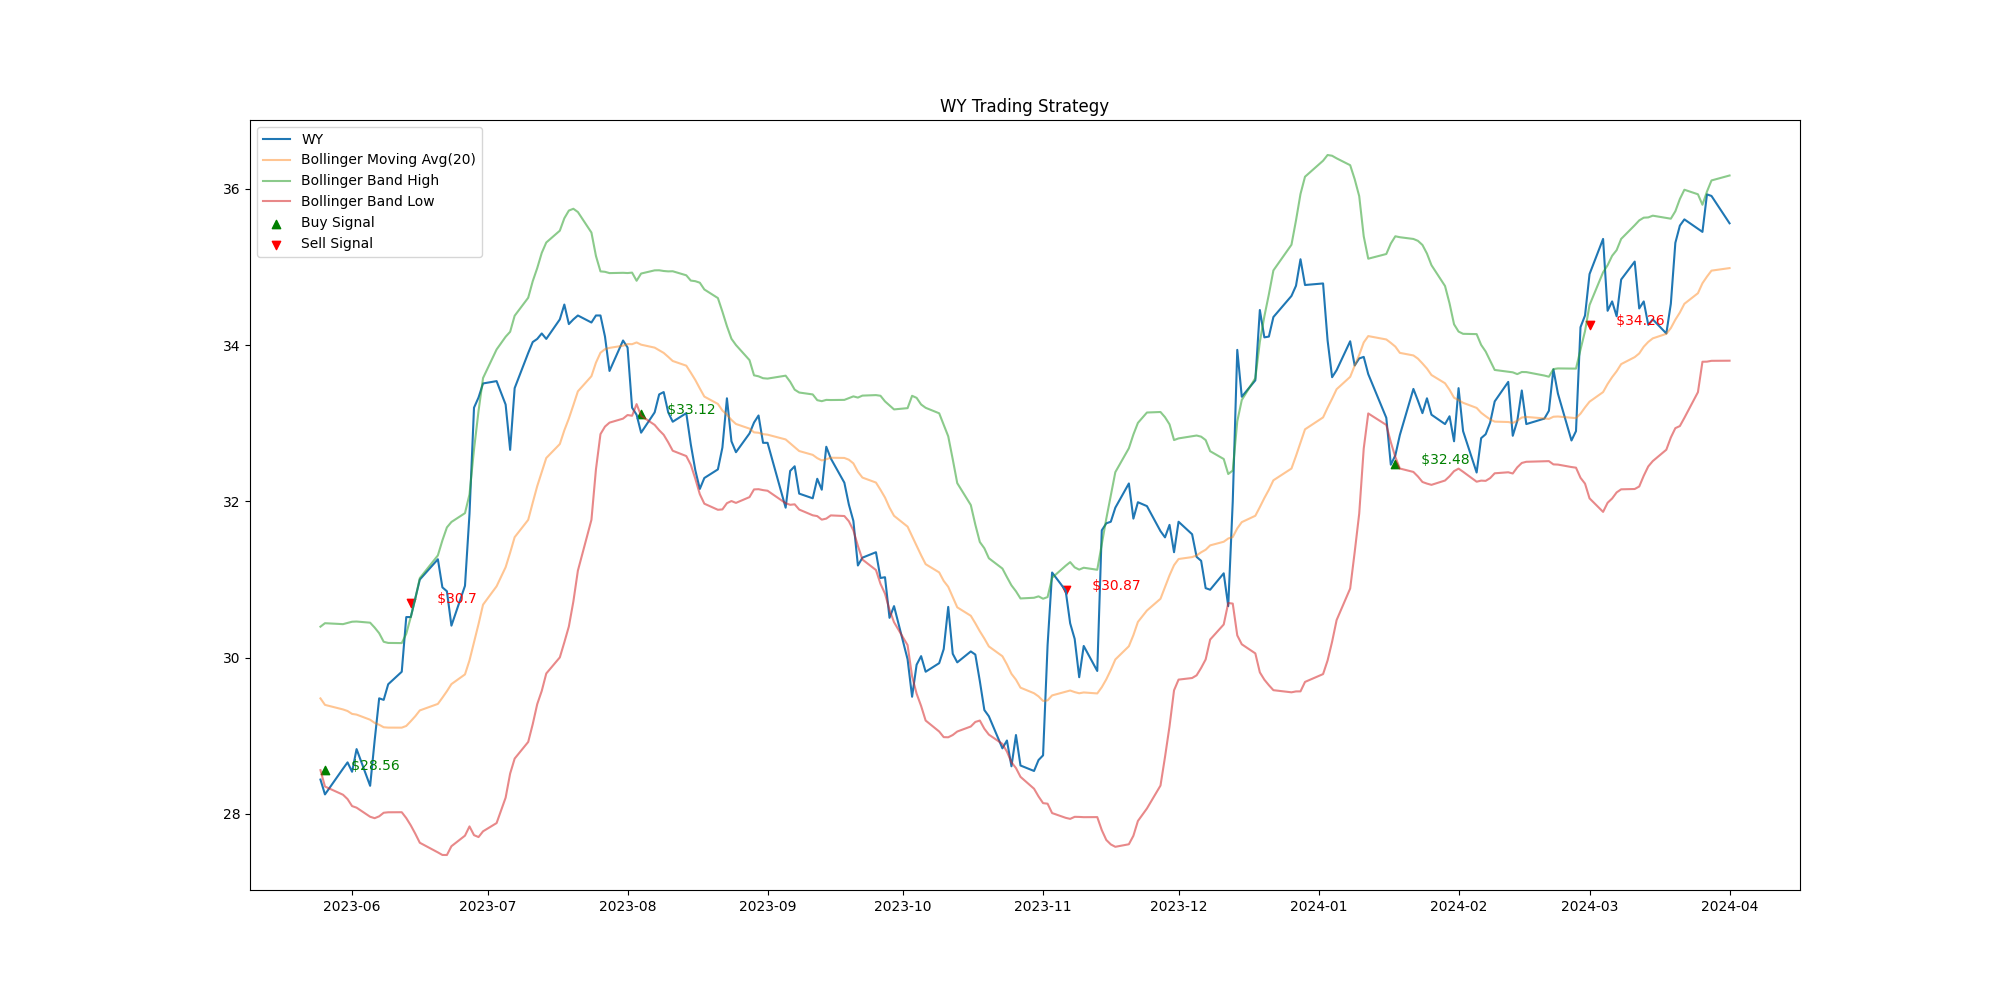 WY Trading Strategy
WY
Bollinger Moving Avg(20)
Bollinger Band High
Bollinger Band Low
Buy Signal
Sell Signal
36
34
32
30
28
$28.56
$30.7
$33.12
$30.87
$32.48
$34.26
2023-06 2023-07 2023-08 2023-09 2023-10 2023-11 2023-12 2024-01 2024-02 2024-03 2024-04